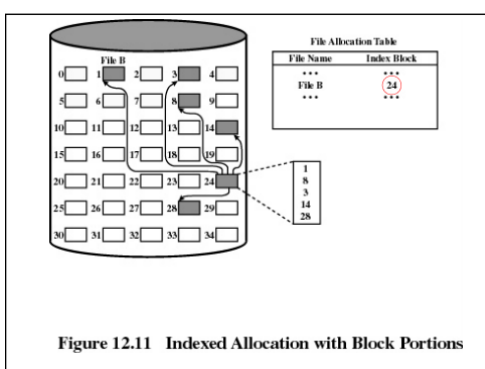 File B
0 1 2 3 4
5 6 7 8 9
10 11 12 13 14
15 16 17 18 19
20 21 22 23 24
25 26 27 28 29
30 31 32 33 34
File Allocation Table
File Name Index Block
••• •••
File B 24
••• •••
1
8
3
14
28
Figure 12.11 Indexed Allocation with Block Portions